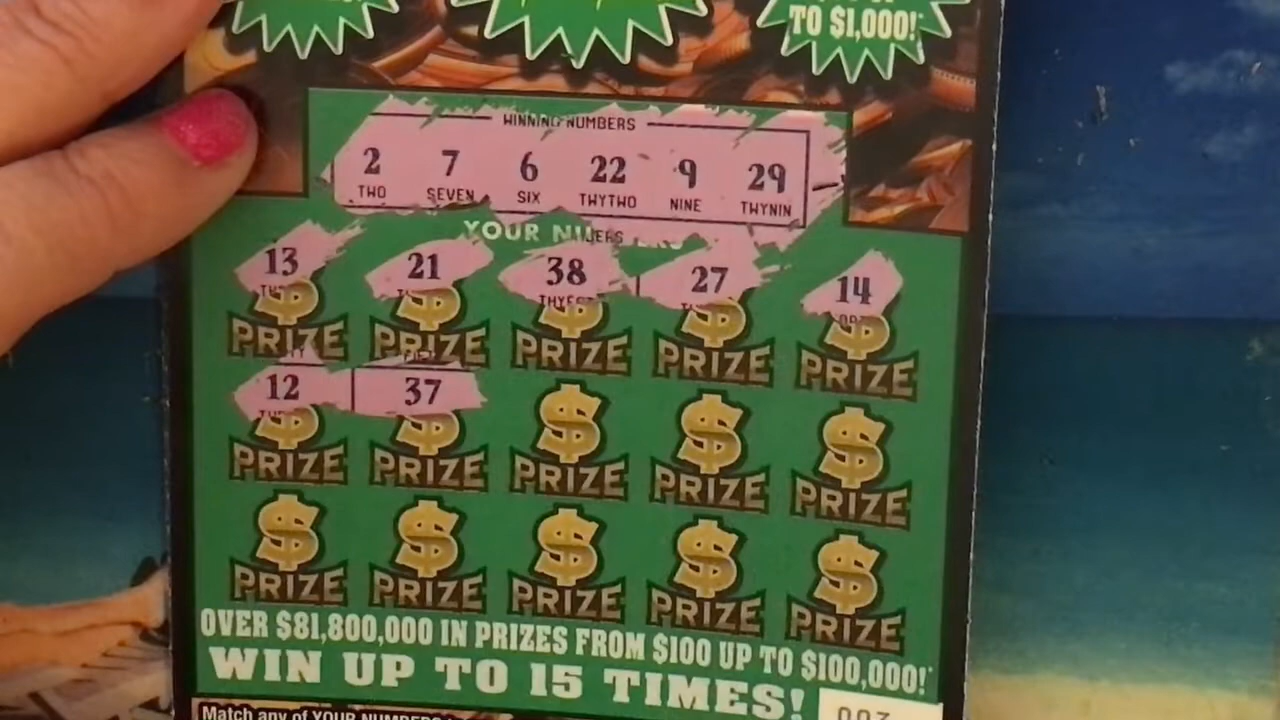 TO $1,000!*
WINNING NUMBERS
2 7 6 22 9 29
TWO SEVEN SIX TWYTWO NINE TWYNIN
YOUR
13 21 38 27 14
PRIZE PRIZE PRIZE PRIZE PRIZE
12 37
PRIZE PRIZE PRIZE PRIZE PRIZE
PRIZE PRIZE PRIZE PRIZE PRIZE
OVER $81,800,000 IN PRIZES FROM $100 UP TO $100,000!*
WIN UP TO 15 TIMES!
003
Match any of YOUR NUMBERS